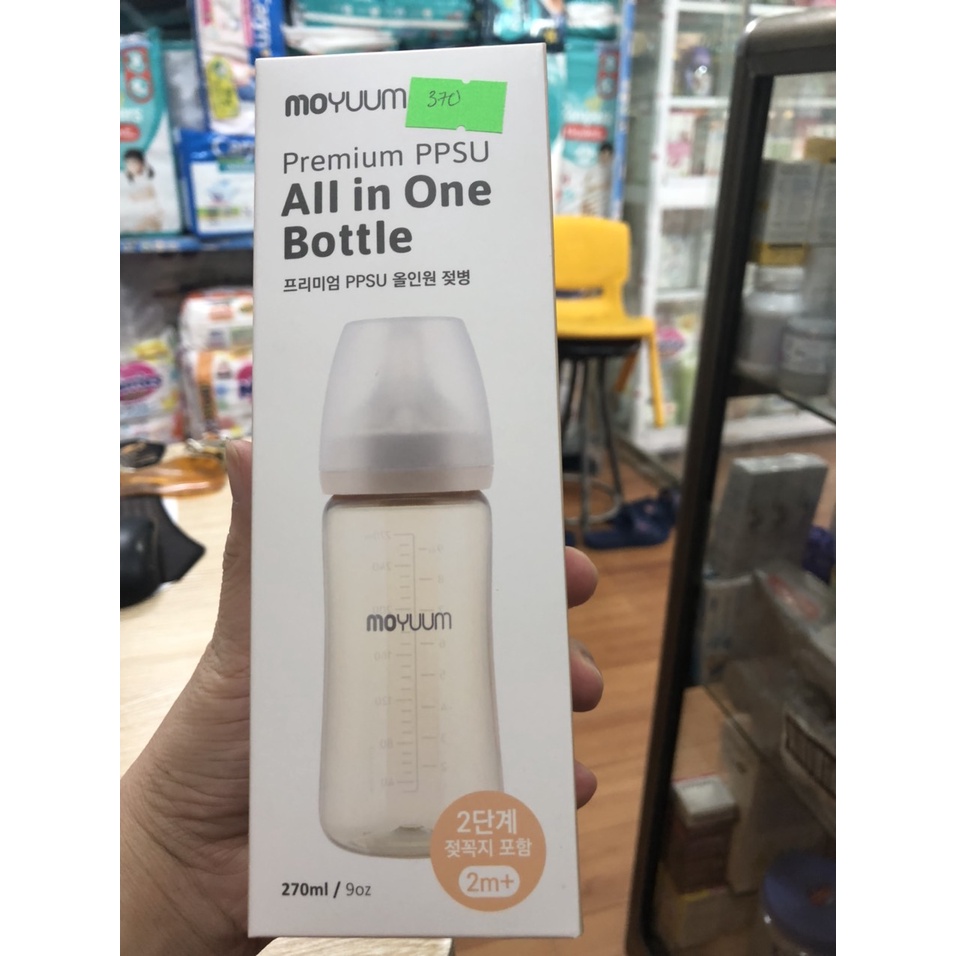 moyuum
370
Premium PPSU
All in One
Bottle
프리미엄 PPSU 올인원 젖병
240
moyuum
2단계
젖꼭지 포함
2m+
270ml / 9oz